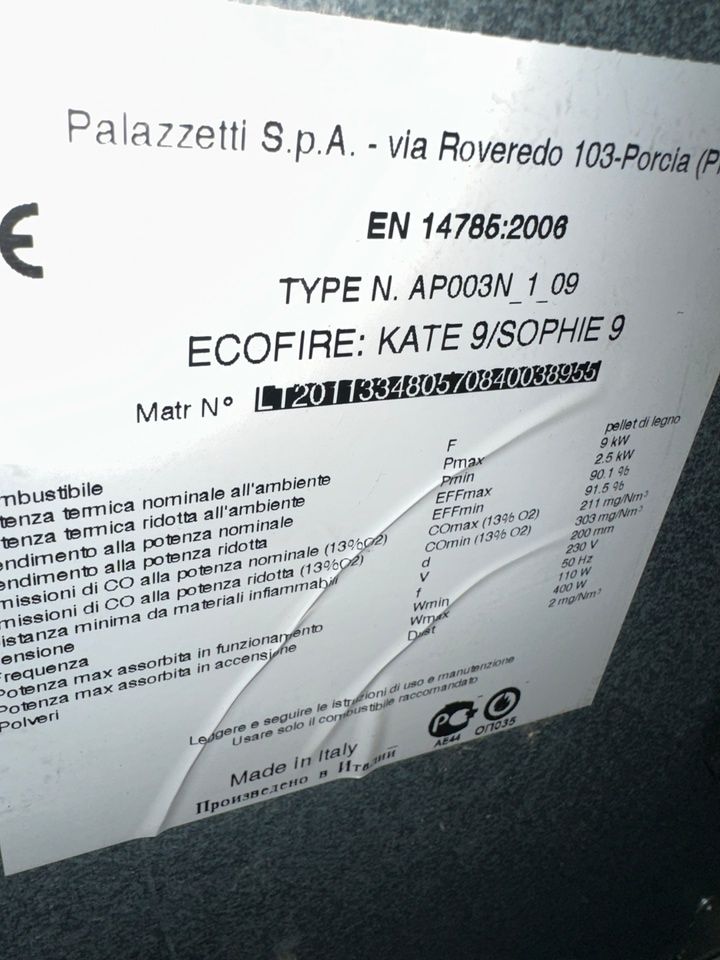 Palazzetti S.p.A. - via Roveredo 103-Porcia
CE
EN 14785:2006
TYPE N. AP003N_1_09
ECOFIRE: KATE 9/SOPHIE 9
Matr N° LT201133480570840038955
mbustibile F pellet di legno
tenza termica nominale all'ambiente Pmax 9 kW
tenza termica ridotta all'ambiente Pmin 2.5 kW
endimento alla potenza nominale EFFmax 90.1 %
endimento alla potenza ridotta EFFmin 91.5 %
missioni di CO alla potenza nominale (13%O2) COmax (13% O2) 211 mg/Nm³
missioni di CO alla potenza ridotta (13%O2) COmin (13% O2) 303 mg/Nm³
istanza minima da materiali infiammabili d 200 mm
ensione V 230 V
Frequenza f 50 Hz
Potenza max assorbita in funzionamento Wmin 110 W
Potenza max assorbita in accensione Wmax 400 W
Polveri Dust 2 mg/Nm³
Leggere e seguire le istruzioni di uso e manutenzione
Usare solo il combustibile raccomandato
Made in Italy
Произведено в Италии
АЕ44 ОП035